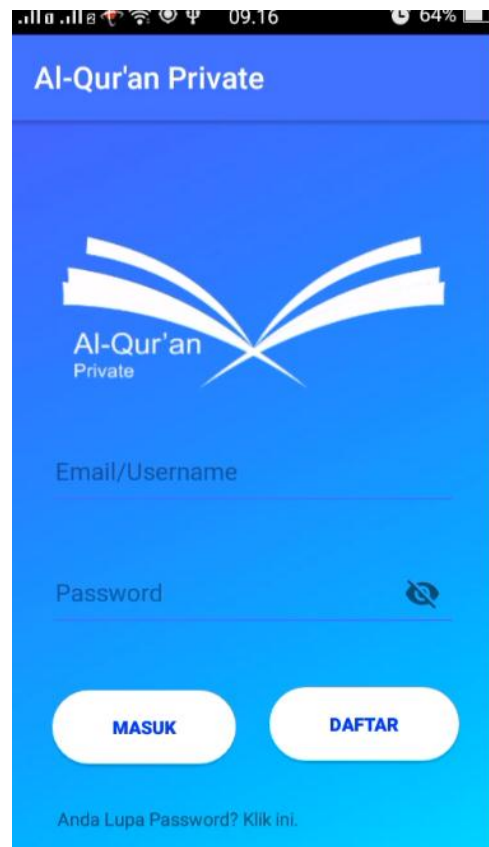 09.16
64%
Al-Qur'an Private
Al-Qur'an
Private
Email/Username
Password
MASUK
DAFTAR
Anda Lupa Password? Klik ini.